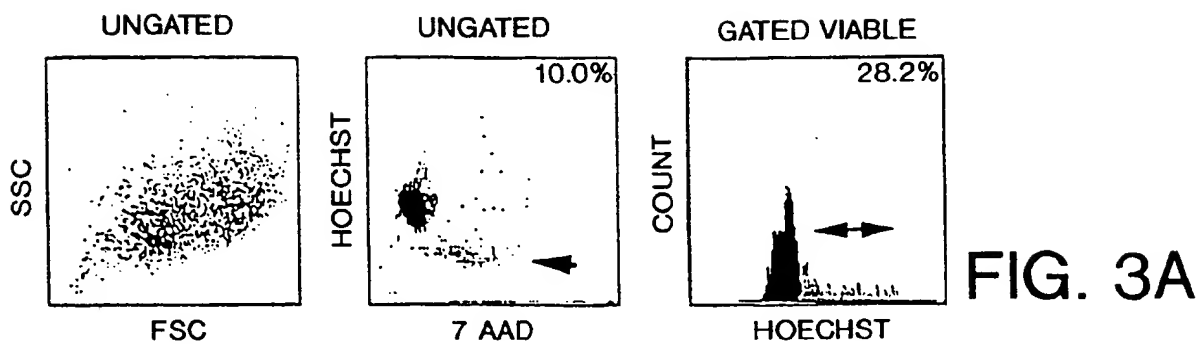 UNGATED
UNGATED
GATED VIABLE
10.0%
28.2%
SSC
HOECHST
COUNT
FSC
7 AAD
HOECHST
FIG. 3A